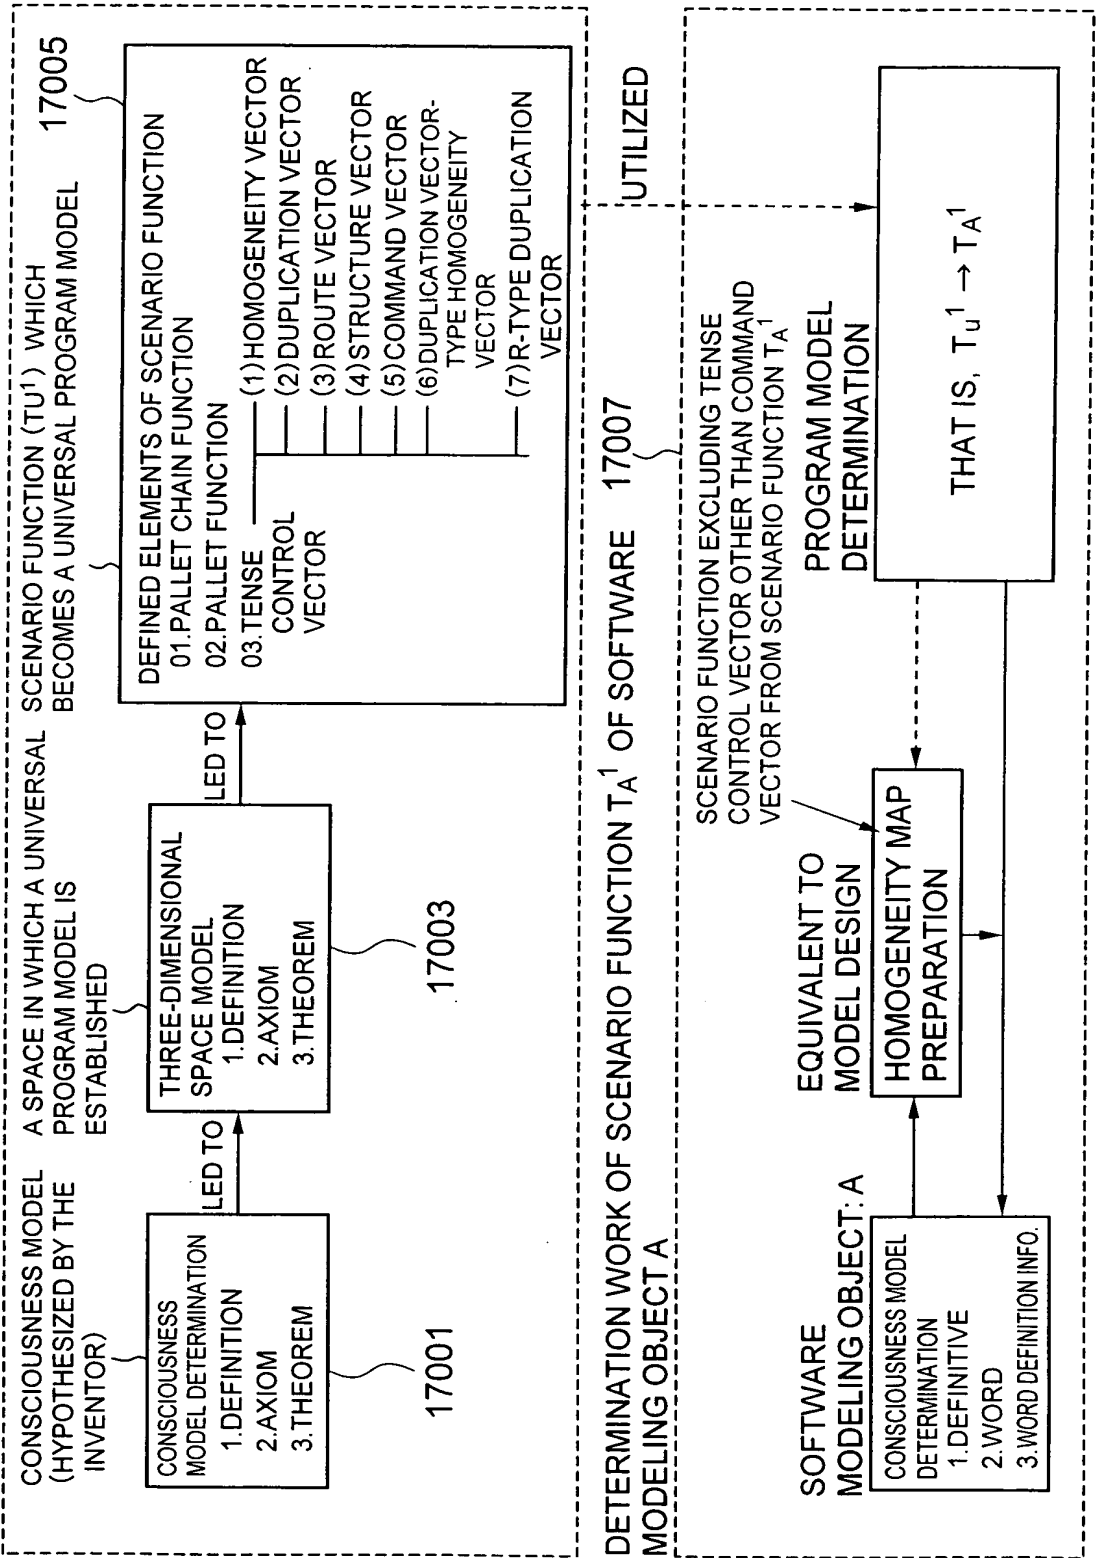 CONSCIOUSNESS MODEL
(HYPOTHESIZED BY THE
INVENTOR)
A SPACE IN WHICH A UNIVERSAL
PROGRAM MODEL IS
ESTABLISHED
SCENARIO FUNCTION (TU¹) WHICH
BECOMES A UNIVERSAL PROGRAM MODEL
17005
CONSCIOUSNESS
MODEL DETERMINATION
1.DEFINITION
2.AXIOM
3.THEOREM
17001
LED TO
THREE-DIMENSIONAL
SPACE MODEL
1.DEFINITION
2.AXIOM
3.THEOREM
17003
LED TO
DEFINED ELEMENTS OF SCENARIO FUNCTION
01.PALLET CHAIN FUNCTION
02.PALLET FUNCTION
03.TENSE
CONTROL
VECTOR
(1)HOMOGENEITY VECTOR
(2)DUPLICATION VECTOR
(3)ROUTE VECTOR
(4)STRUCTURE VECTOR
(5)COMMAND VECTOR
(6)DUPLICATION VECTOR-
TYPE HOMOGENEITY
VECTOR
(7)R-TYPE DUPLICATION
VECTOR
UTILIZED
DETERMINATION WORK OF SCENARIO FUNCTION TA¹ OF SOFTWARE
MODELING OBJECT A
17007
SCENARIO FUNCTION EXCLUDING TENSE
CONTROL VECTOR OTHER THAN COMMAND
VECTOR FROM SCENARIO FUNCTION TA¹
SOFTWARE
MODELING OBJECT: A
CONSCIOUSNESS MODEL
DETERMINATION
1.DEFINITIVE
2.WORD
3.WORD DEFINITION INFO.
EQUIVALENT TO
MODEL DESIGN
HOMOGENEITY MAP
PREPARATION
PROGRAM MODEL
DETERMINATION
THAT IS, Tu¹ → TA¹